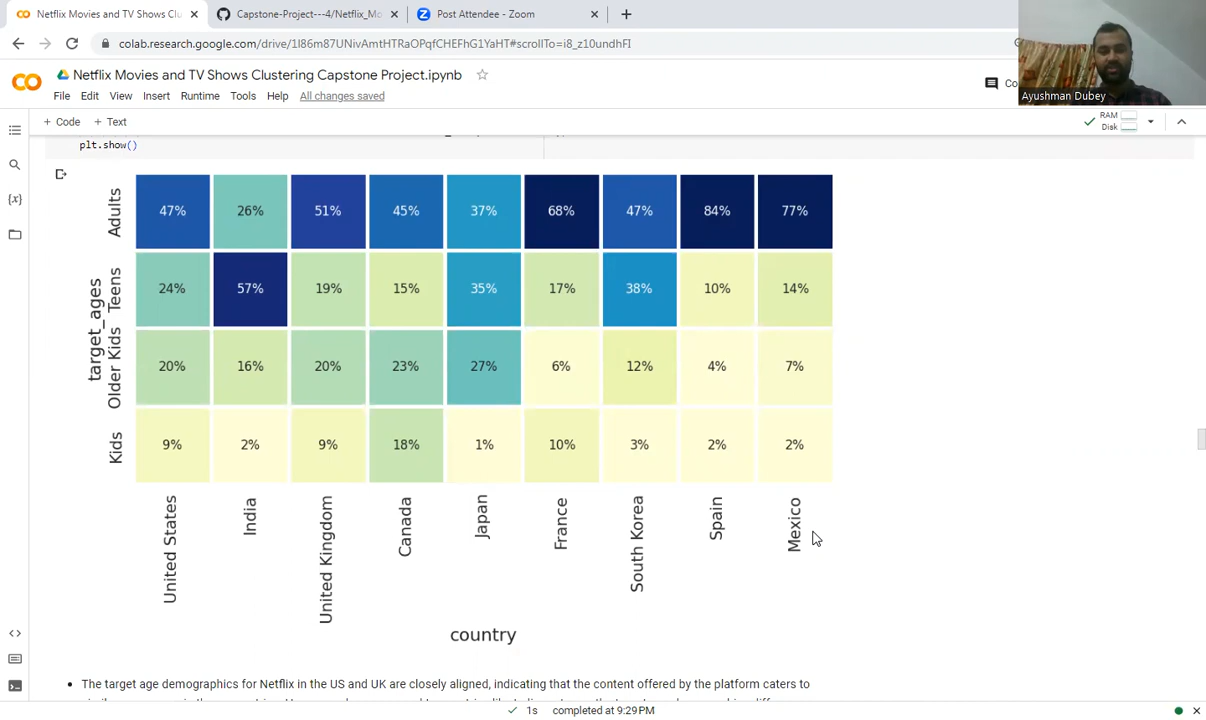 Netflix Movies and TV Shows Clu
Capstone-Project---4/Netflix_Mo
Post Attendee - Zoom
colab.research.google.com/drive/1I86m87UNivAmtHTRaOPqfCHEFhG1YaHT#scrollTo=i8_z10undhFI
Netflix Movies and TV Shows Clustering Capstone Project.ipynb
File Edit View Insert Runtime Tools Help All changes saved
Ayushman Dubey
+ Code + Text
RAM
Disk
plt.show()
target_ages
Adults 47% 26% 51% 45% 37% 68% 47% 84% 77%
Teens 24% 57% 19% 15% 35% 17% 38% 10% 14%
Older Kids 20% 16% 20% 23% 27% 6% 12% 4% 7%
Kids 9% 2% 9% 18% 1% 10% 3% 2% 2%
United States India United Kingdom Canada Japan France South Korea Spain Mexico
country
• The target age demographics for Netflix in the US and UK are closely aligned, indicating that the content offered by the platform caters to
1s completed at 9:29PM